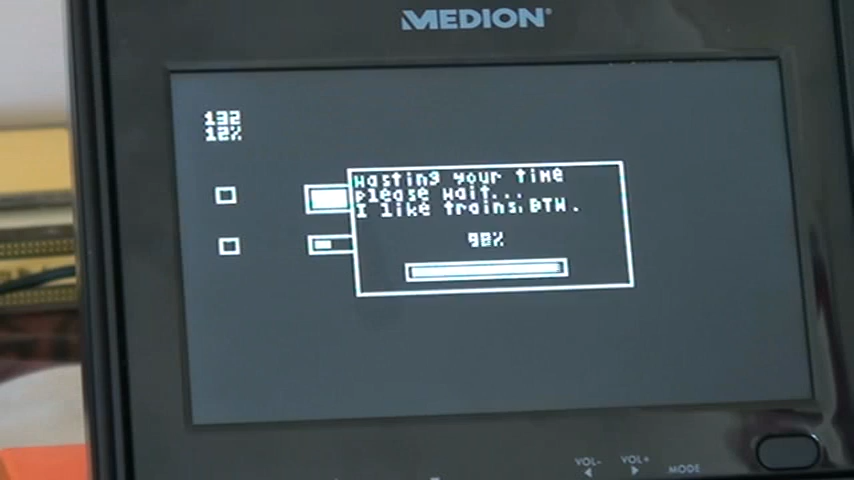 MEDION®
132
12%
Wasting your time
please wait...
I like trains, BTW.
98%
VOL-
VOL+
MODE